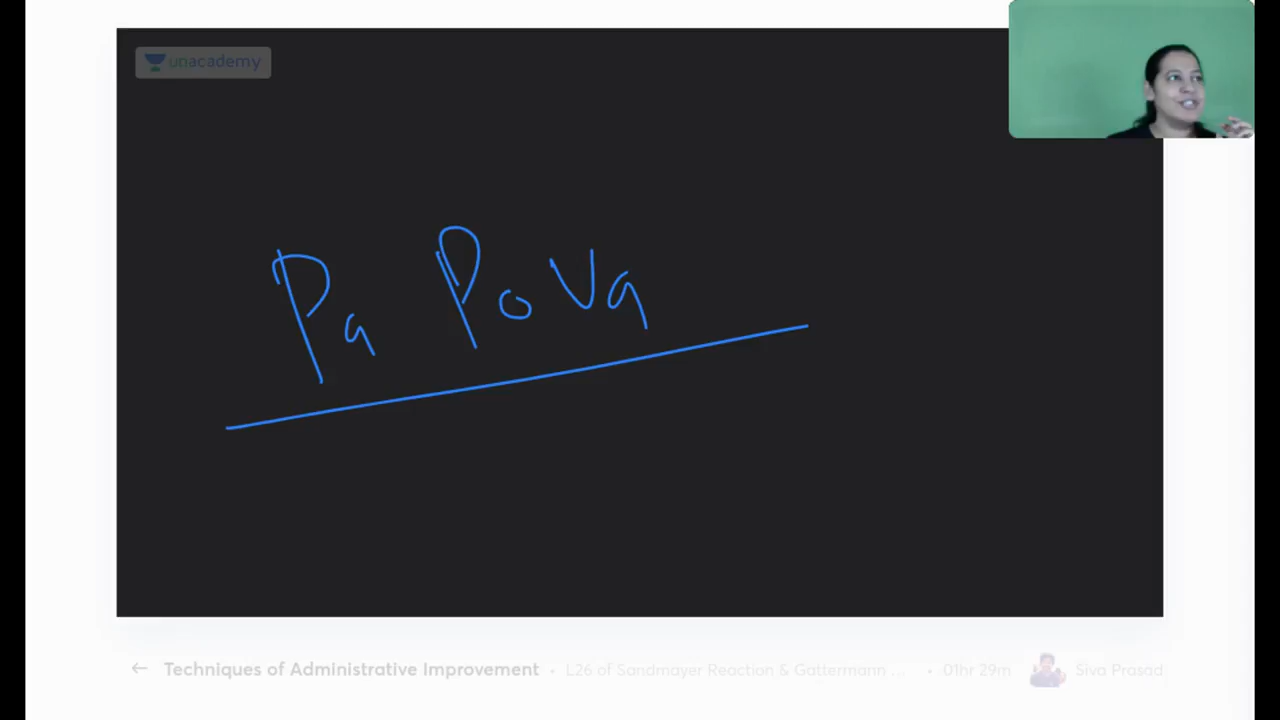 unacademy
Pa PoVa
← Techniques of Administrative Improvement • L26 of Sandmayer Reaction & Gattermann ... • 01hr 29m Siva Prasad